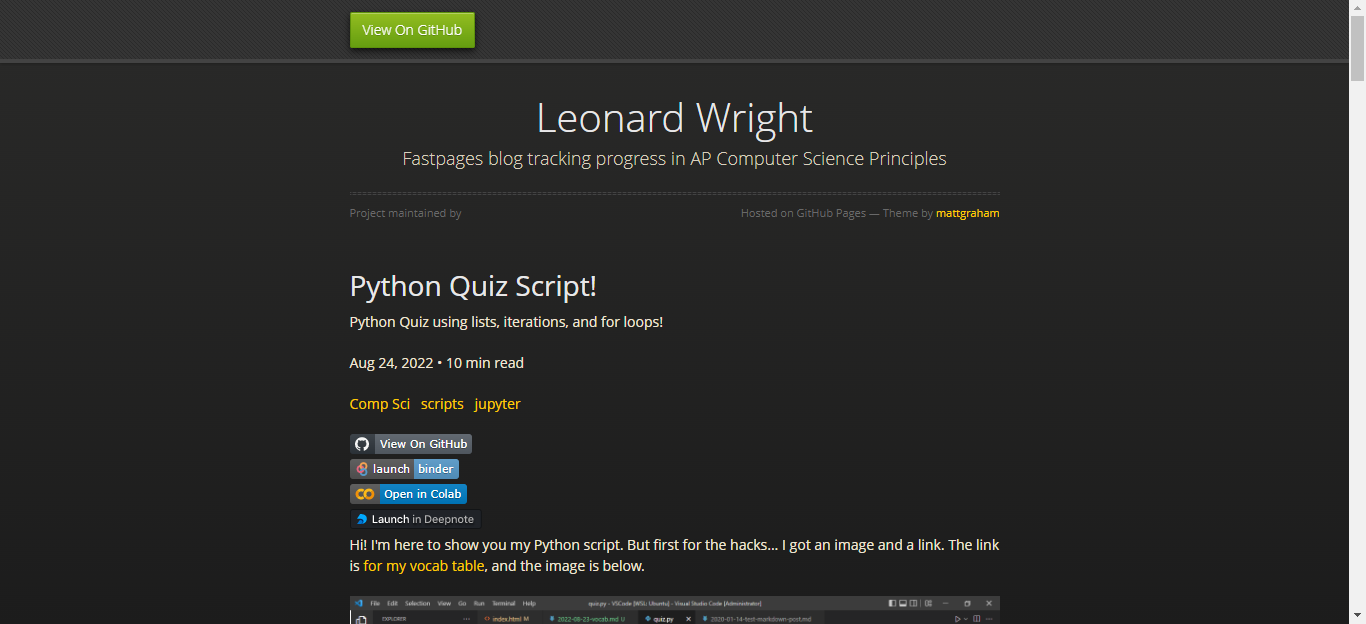 View On GitHub
Leonard Wright
Fastpages blog tracking progress in AP Computer Science Principles
Project maintained by
Hosted on GitHub Pages — Theme by mattgraham
Python Quiz Script!
Python Quiz using lists, iterations, and for loops!
Aug 24, 2022 • 10 min read
Comp Sci scripts jupyter
View On GitHub
launch binder
Open in Colab
Launch in Deepnote
Hi! I'm here to show you my Python script. But first for the hacks... I got an image and a link. The link
is for my vocab table, and the image is below.
File Edit Selection View Go Run Terminal Help quiz.py - VSCode [WSL: Ubuntu] - Visual Studio Code [Administrator]
EXPLORER ... index.html M 2022-08-23-vocab.md U quiz.py 2020-01-14-test-markdown-post.md